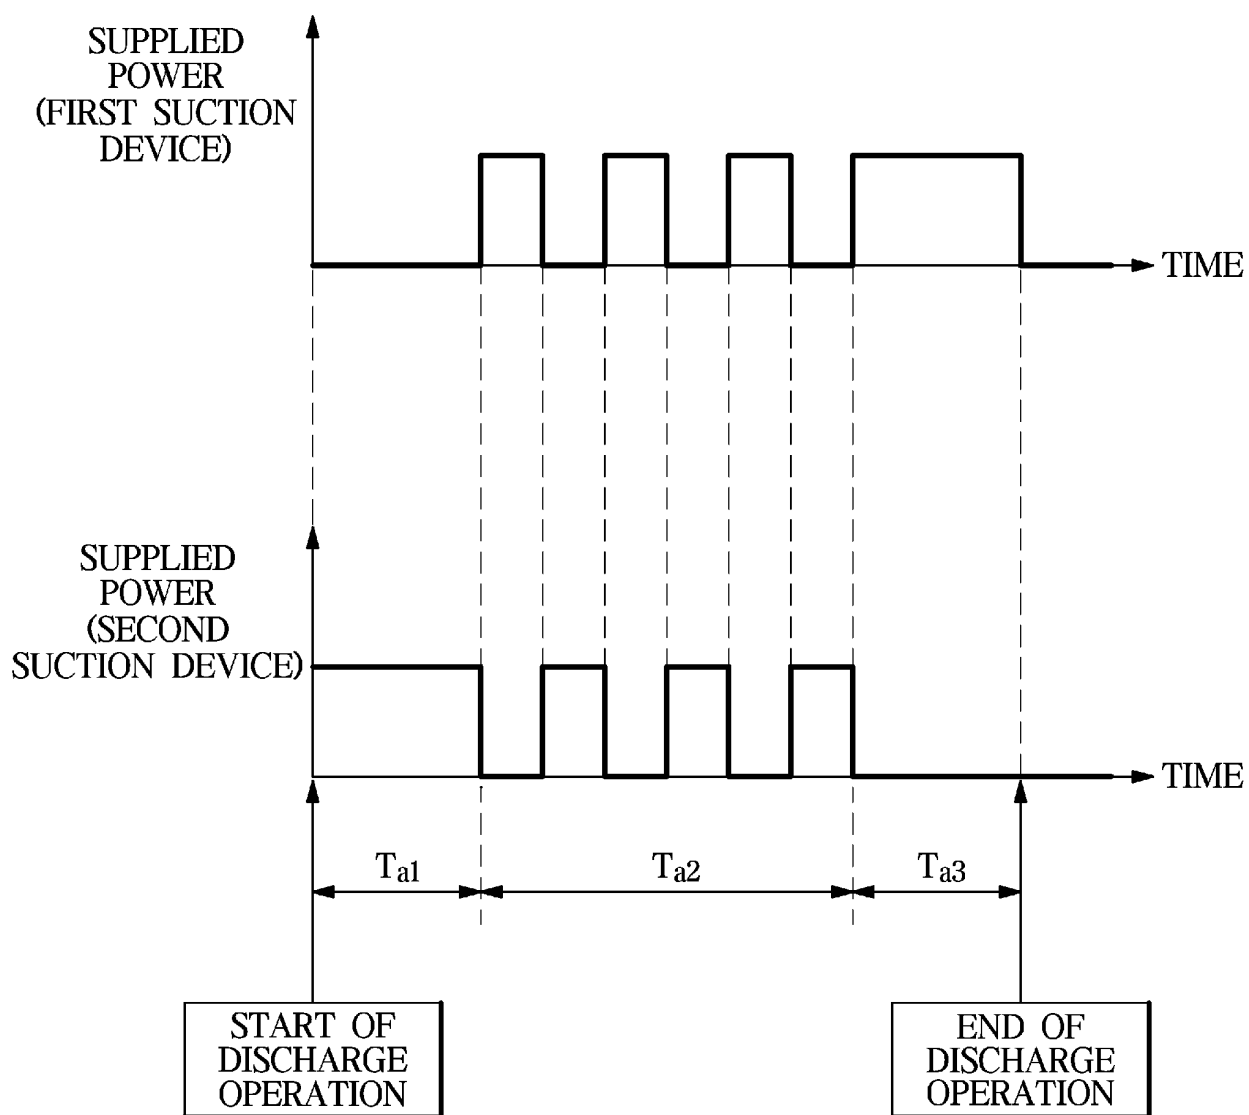 SUPPLIED
POWER
(FIRST SUCTION
DEVICE)
TIME
SUPPLIED
POWER
(SECOND
SUCTION DEVICE)
TIME
Ta1
Ta2
Ta3
START OF
DISCHARGE
OPERATION
END OF
DISCHARGE
OPERATION